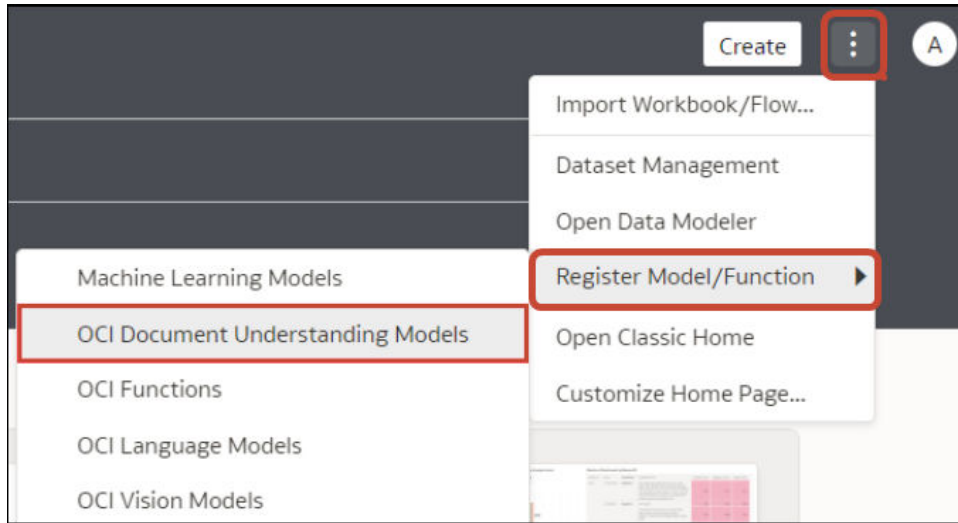 Create
A
Import Workbook/Flow...
Dataset Management
Open Data Modeler
Register Model/Function
Open Classic Home
Customize Home Page...
Machine Learning Models
OCI Document Understanding Models
OCI Functions
OCI Language Models
OCI Vision Models